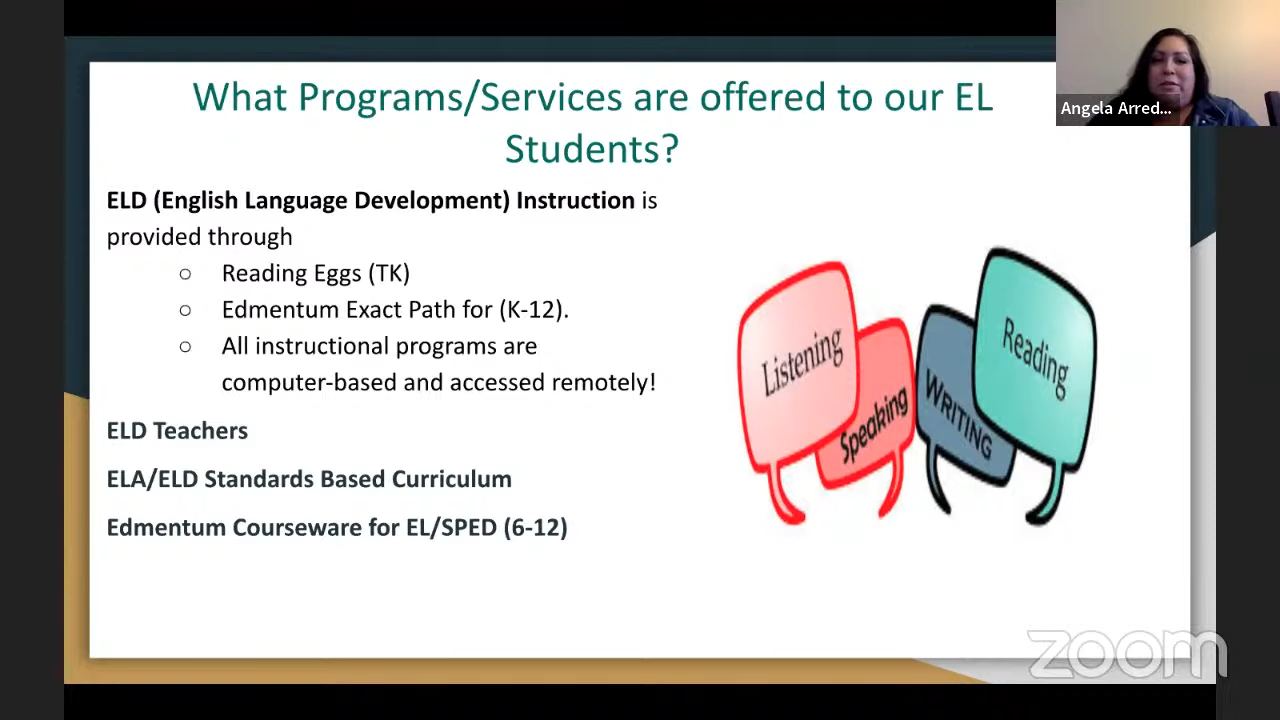 What Programs/Services are offered to our EL
Students?
Angela Arred...
ELD (English Language Development) Instruction is
provided through
○ Reading Eggs (TK)
○ Edmentum Exact Path for (K-12).
○ All instructional programs are
computer-based and accessed remotely!
ELD Teachers
ELA/ELD Standards Based Curriculum
Edmentum Courseware for EL/SPED (6-12)
Listening
Speaking
WRITING
Reading
zoom